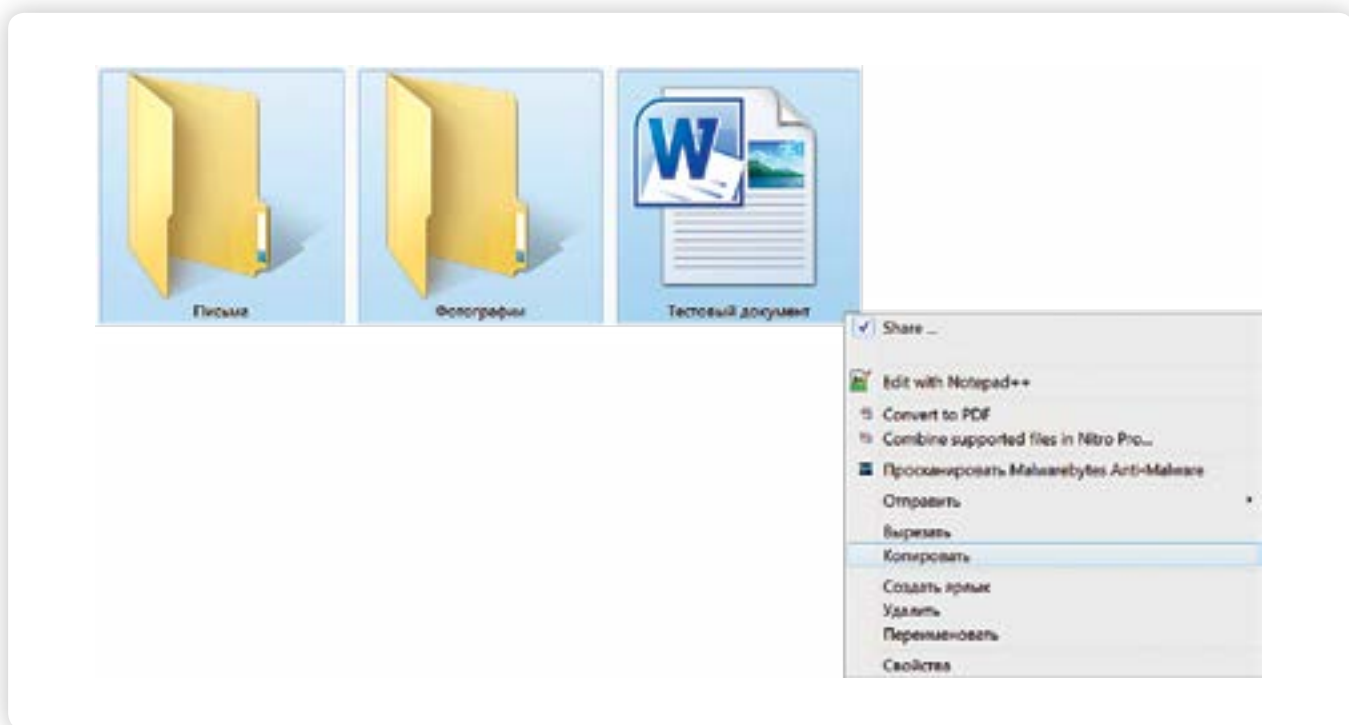 Письма
Фотографии
Тестовый документ
Share ...
Edit with Notepad++
Convert to PDF
Combine supported files in Nitro Pro...
Просканировать Malwarebytes Anti-Malware
Отправить
Вырезать
Копировать
Создать ярлык
Удалить
Переименовать
Свойства